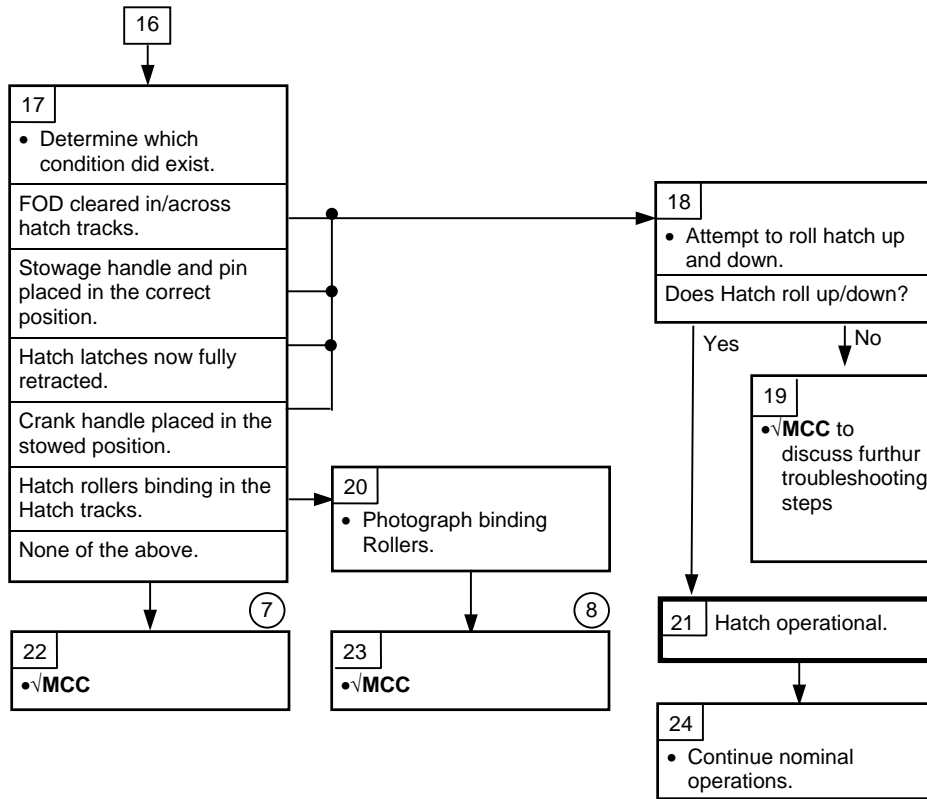 16
17
• Determine which
condition did exist.
FOD cleared in/across
hatch tracks.
Stowage handle and pin
placed in the correct
position.
Hatch latches now fully
retracted.
Crank handle placed in the
stowed position.
Hatch rollers binding in the
Hatch tracks.
None of the above.
18
• Attempt to roll hatch up
and down.
Does Hatch roll up/down?
Yes
No
19
•√MCC to
discuss furthur
troubleshooting
steps
20
• Photograph binding
Rollers.
21 Hatch operational.
7
22
•√MCC
8
23
•√MCC
24
• Continue nominal
operations.